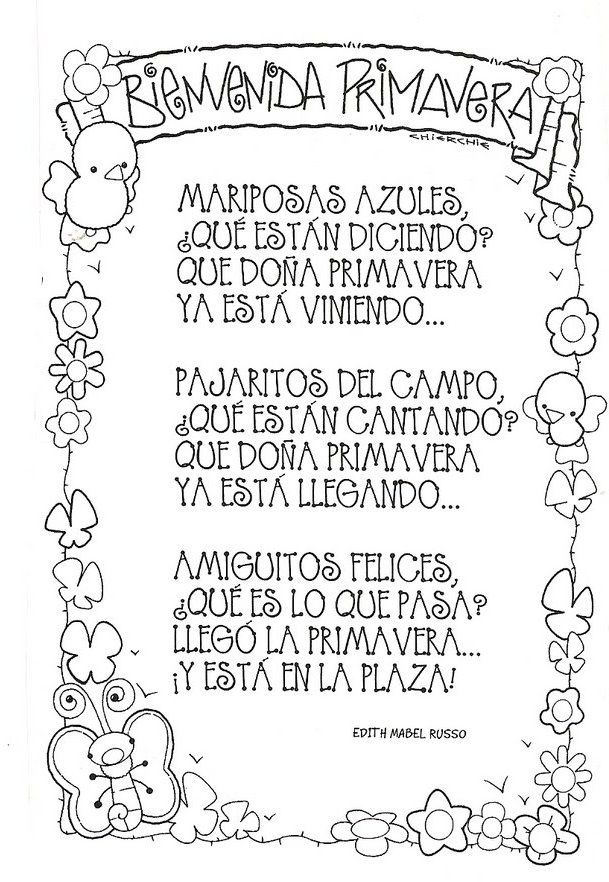 BIENVENIDA PRIMAVERA
CHIERCHIE
MARIPOSAS AZULES,
¿QUÉ ESTÁN DICIENDO?
QUE DOÑA PRIMAVERA
YA ESTÁ VINIENDO...
PAJARITOS DEL CAMPO,
¿QUÉ ESTÁN CANTANDO?
QUE DOÑA PRIMAVERA
YA ESTÁ LLEGANDO...
AMIGUITOS FELICES,
¿QUÉ ES LO QUE PASA?
LLEGÓ LA PRIMAVERA...
¡Y ESTÁ EN LA PLAZA!
EDITH MABEL RUSSO